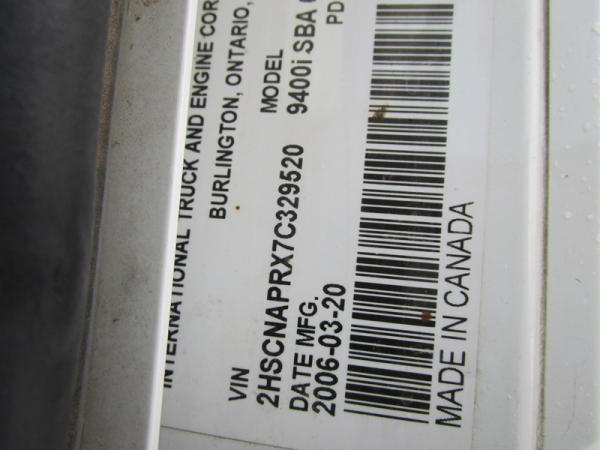 INTERNATIONAL TRUCK AND ENGINE COR
BURLINGTON, ONTARIO,
VIN
MODEL
2HSCNAPRX7C329520
9400i SBA
DATE MFG.
2006-03-20
PD
MADE IN CANADA